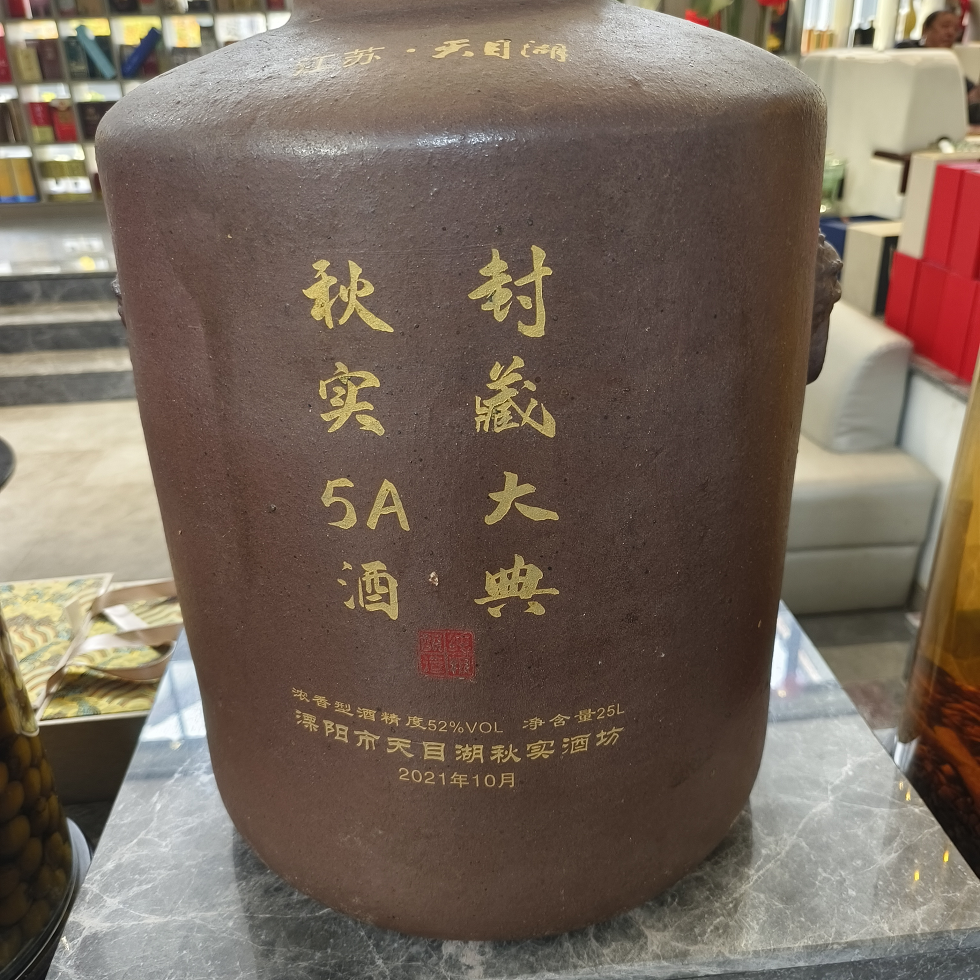 江苏·天目湖
封藏大典
秋实5A酒
浓香型酒精度52%VOL 净含量25L
溧阳市天目湖秋实酒坊
2021年10月